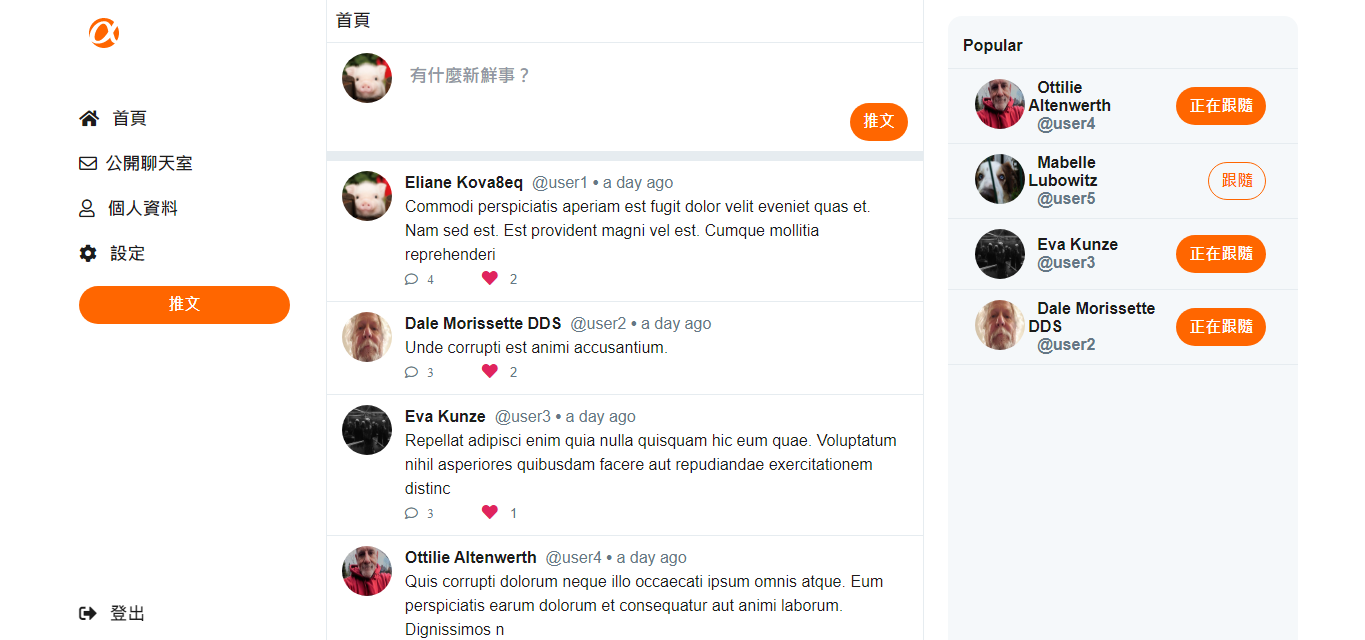 首頁
公開聊天室
個人資料
設定
推文
登出
首頁
有什麼新鮮事？
推文
Eliane Kova8eq @user1 • a day ago
Commodi perspiciatis aperiam est fugit dolor velit eveniet quas et.
Nam sed est. Est provident magni vel est. Cumque mollitia
reprehenderi
4 2
Dale Morissette DDS @user2 • a day ago
Unde corrupti est animi accusantium.
3 2
Eva Kunze @user3 • a day ago
Repellat adipisci enim quia nulla quisquam hic eum quae. Voluptatum
nihil asperiores quibusdam facere aut repudiandae exercitationem
distinc
3 1
Ottilie Altenwerth @user4 • a day ago
Quis corrupti dolorum neque illo occaecati ipsum omnis atque. Eum
perspiciatis earum dolorum et consequatur aut animi laborum.
Dignissimos n
Popular
Ottilie
Altenwerth
@user4
正在跟隨
Mabelle
Lubowitz
@user5
跟隨
Eva Kunze
@user3
正在跟隨
Dale Morissette
DDS
@user2
正在跟隨